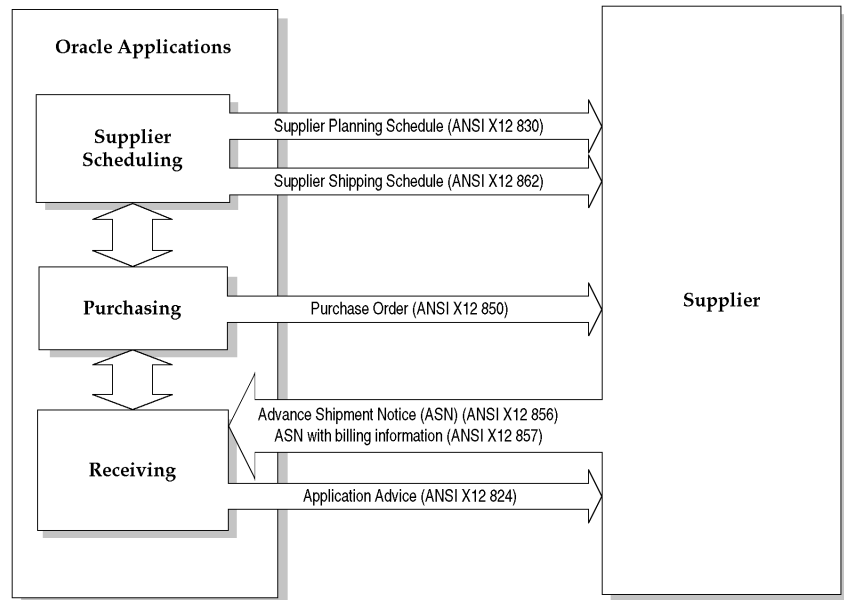 Oracle Applications
Supplier
Scheduling
Supplier Planning Schedule (ANSI X12 830)
Supplier Shipping Schedule (ANSI X12 862)
Purchasing
Purchase Order (ANSI X12 850)
Supplier
Advance Shipment Notice (ASN) (ANSI X12 856)
ASN with billing information (ANSI X12 857)
Receiving
Application Advice (ANSI X12 824)